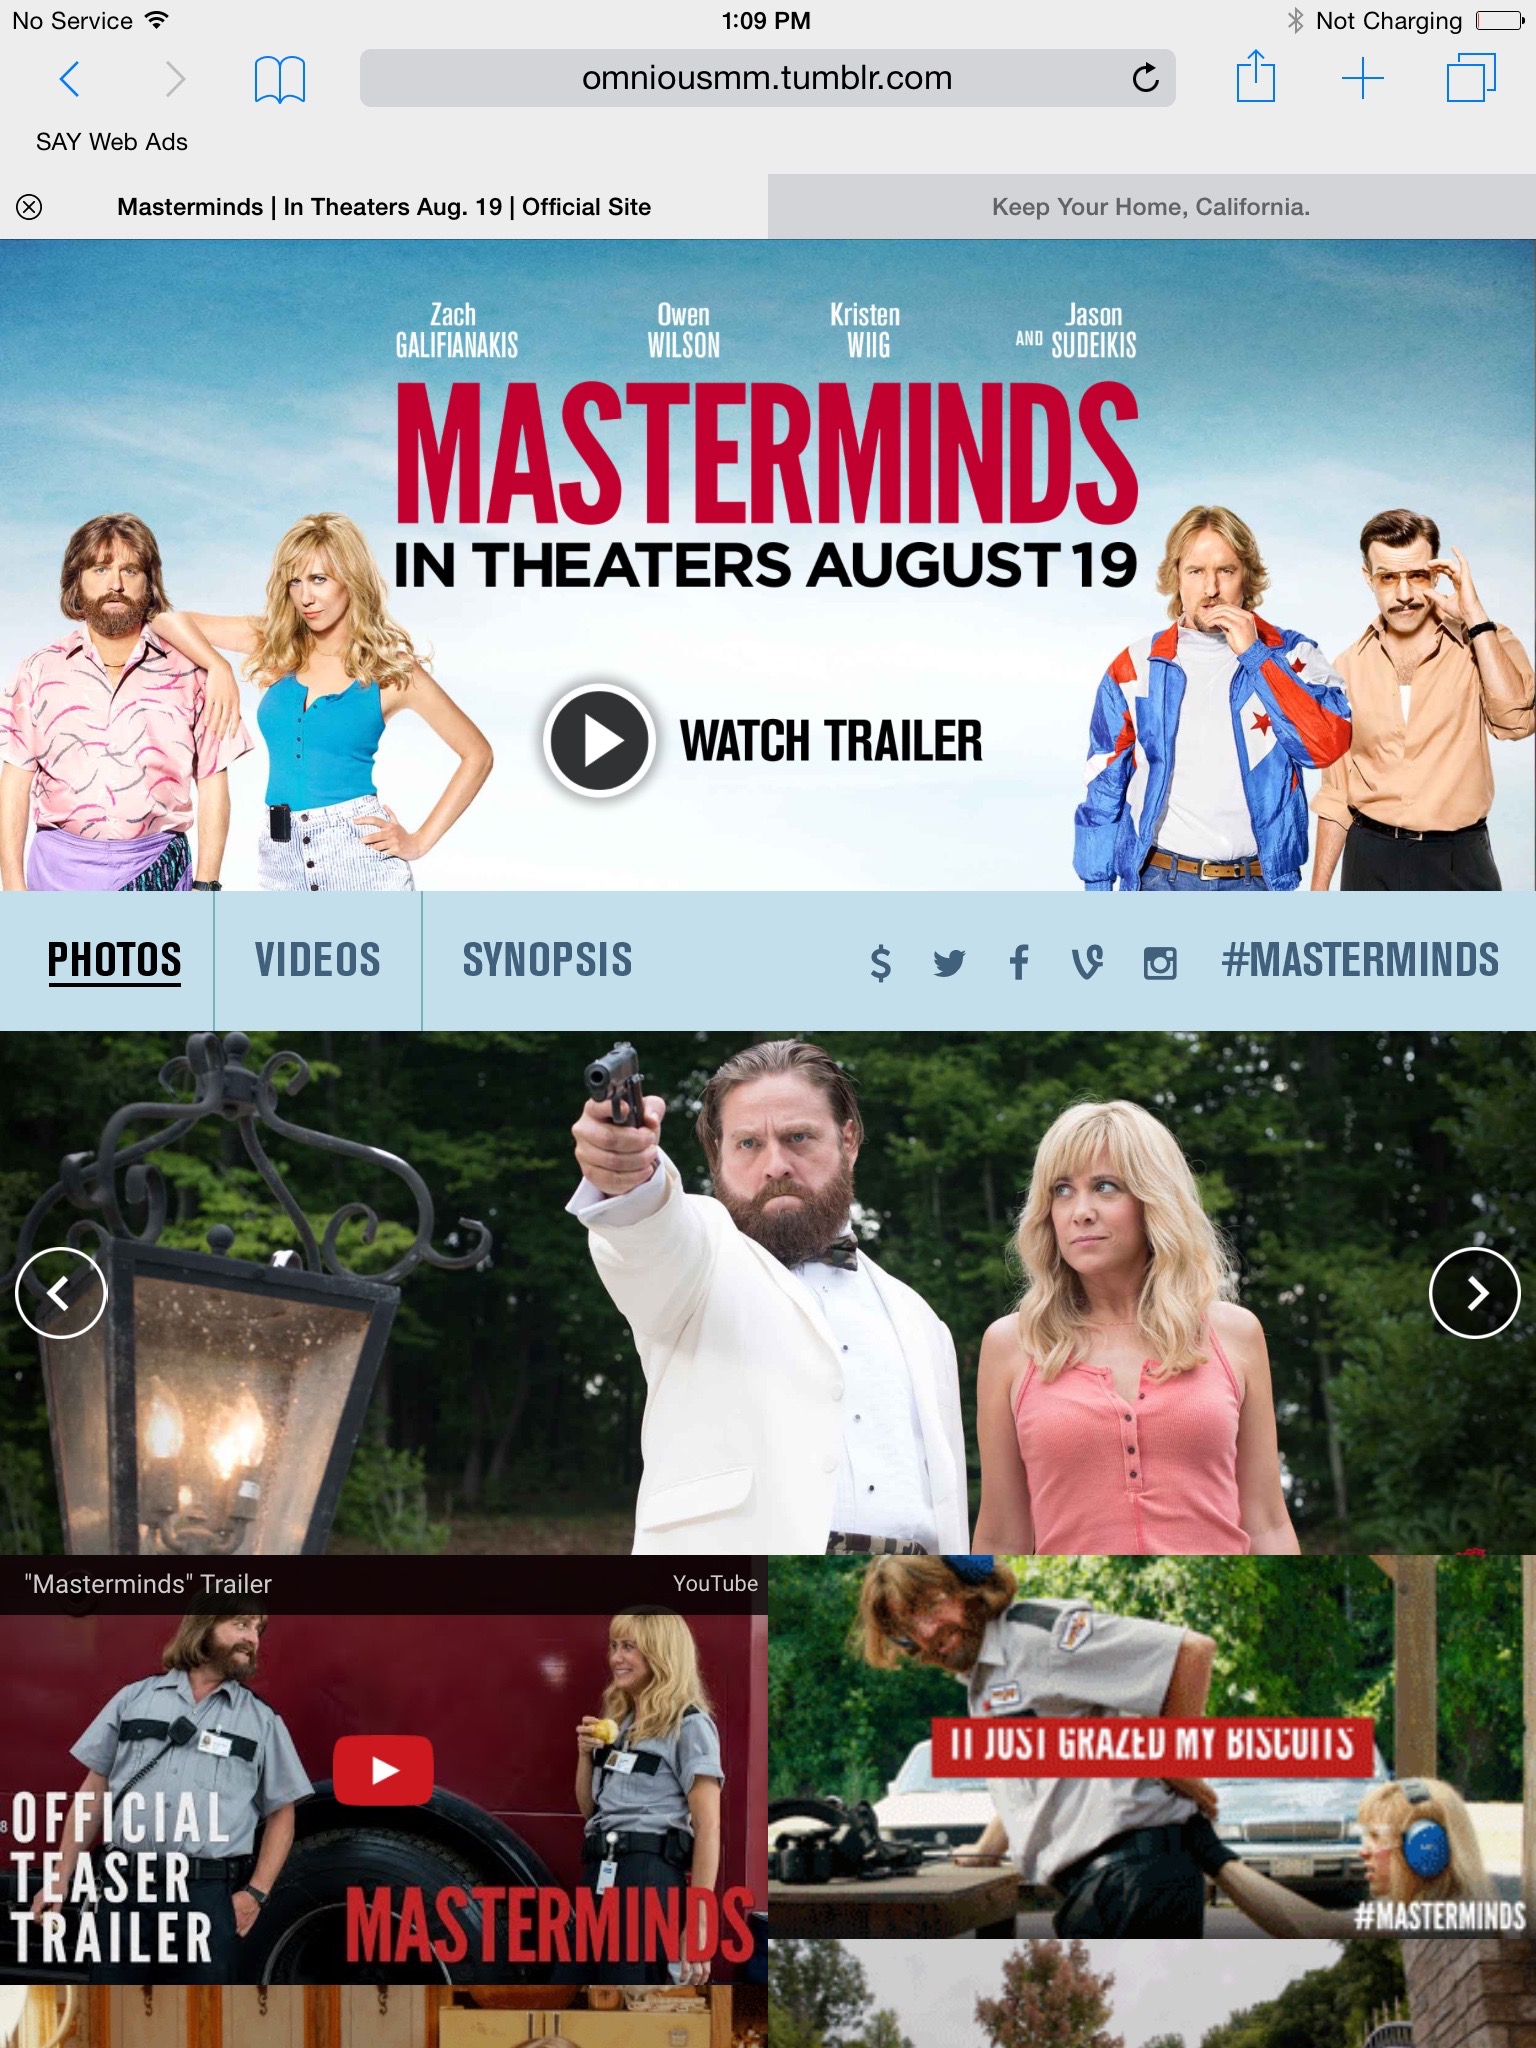 No Service
1:09 PM
Not Charging
omniousmm.tumblr.com
SAY Web Ads
Masterminds | In Theaters Aug. 19 | Official Site
Keep Your Home, California.
Zach GALIFIANAKIS
Owen WILSON
Kristen WIIG
AND Jason SUDEIKIS
MASTERMINDS
IN THEATERS AUGUST 19
WATCH TRAILER
PHOTOS
VIDEOS
SYNOPSIS
$
#MASTERMINDS
"Masterminds" Trailer
YouTube
OFFICIAL
TEASER
TRAILER
MASTERMINDS
IT JUST GRAZED MY BISCUITS
#MASTERMINDS